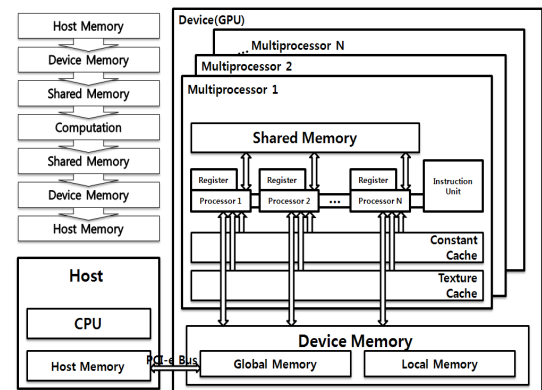 Host Memory
Device Memory
Shared Memory
Computation
Shared Memory
Device Memory
Host Memory
Host
CPU
Host Memory
PCI-e Bus
Device(GPU)
... Multiprocessor N
Multiprocessor 2
Multiprocessor 1
Shared Memory
Register
Register
Register
Processor 1
Processor 2
...
Processor N
Instruction
Unit
Constant
Cache
Texture
Cache
Device Memory
Global Memory
Local Memory